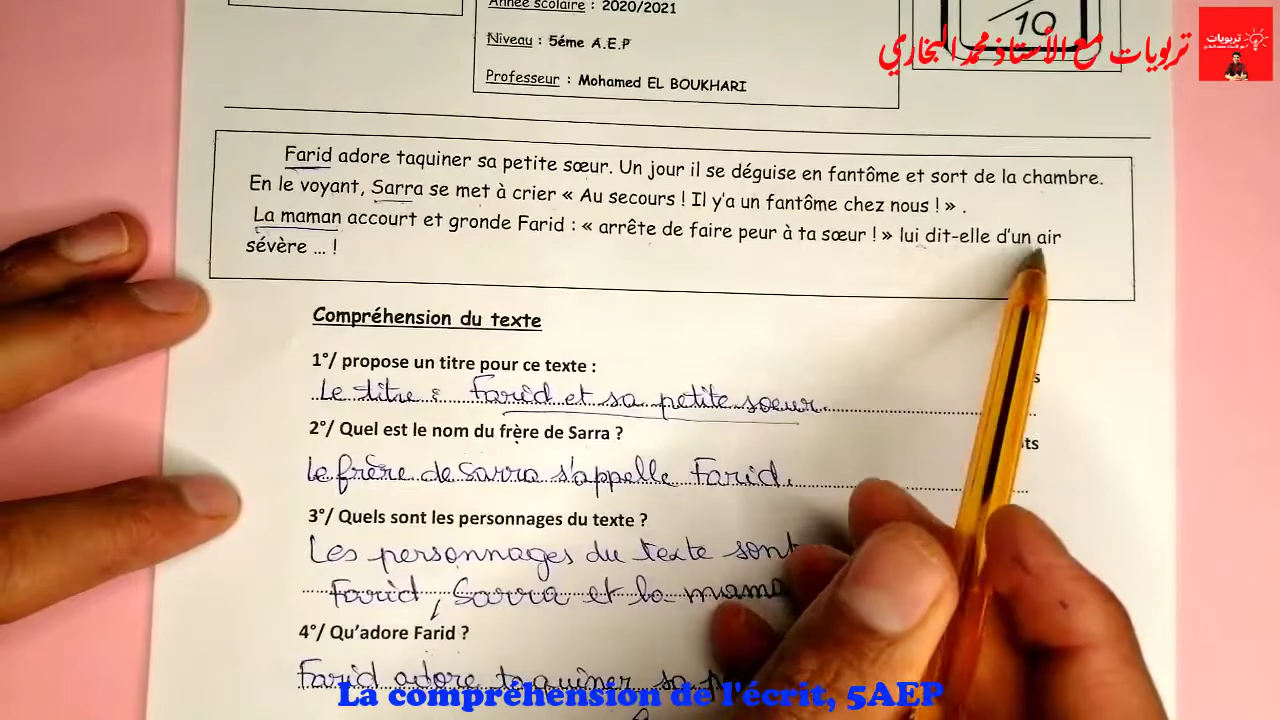 Année scolaire : 2020/2021
10
Niveau : 5éme A.E.P
تربويات مع الأستاذ محمد البخاري
تربويات
Professeur : Mohamed EL BOUKHARI
Farid adore taquiner sa petite sœur. Un jour il se déguise en fantôme et sort de la chambre.
En le voyant, Sarra se met à crier « Au secours ! Il y'a un fantôme chez nous ! » .
La maman accourt et gronde Farid : « arrête de faire peur à ta sœur ! » lui dit-elle d'un air
sévère ... !
Compréhension du texte
1°/ propose un titre pour ce texte :
Le titre : Farid et sa petite soeur.
2°/ Quel est le nom du frère de Sarra ?
Le frère de Sarra s'appelle Farid.
3°/ Quels sont les personnages du texte ?
Les personnages du texte sont
Farid, Sarra et la mama
4°/ Qu'adore Farid ?
Farid adore taquiner sa p
La compréhension de l'écrit, 5AEP